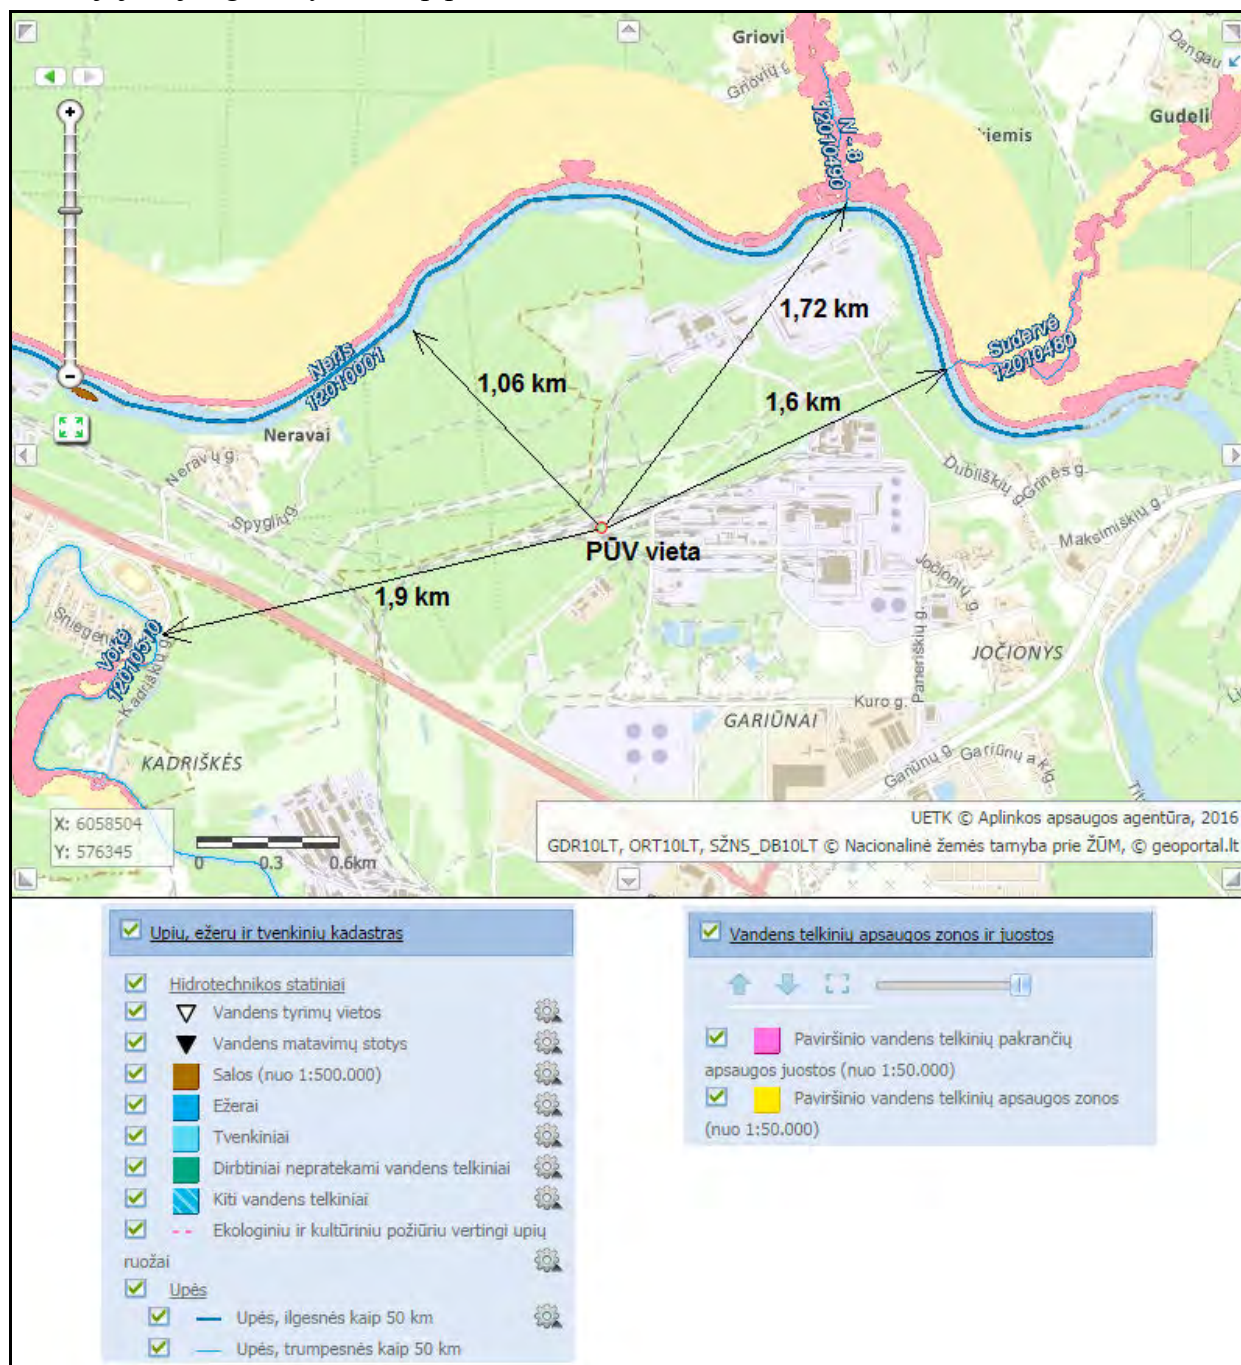 Griovi
Griovių g.
Dangau
Gudeli
kiemis
N - 8
12010490
1,72 km
Sudervė
12010480
Neris
12010001
1,06 km
1,6 km
Neravai
Neravų g.
Dubliškių g.
Grinės g.
Spyglių g.
Maksimiškių g.
PŪV vieta
Jočionių g.
1,9 km
Vokė
12010510
Kadriškių g.
Paneriškių g.
JOČIONYS
Kuro g.
GARIŪNAI
KADRIŠKĖS
Gariūnų g.
Gariūnų a klg.
X: 6058504
Y: 576345
0 0.3 0.6km
UETK © Aplinkos apsaugos agentūra, 2016
GDR10LT, ORT10LT, SŽNS_DB10LT © Nacionalinė žemės tarnyba prie ŽŪM, © geoportal.lt
Upių, ežerų ir tvenkinių kadastras
Hidrotechnikos statiniai
Vandens tyrimų vietos
Vandens matavimų stotys
Salos (nuo 1:500.000)
Ežerai
Tvenkiniai
Dirbtiniai nepratekami vandens telkiniai
Kiti vandens telkiniai
Ekologiniu ir kultūriniu požiūriu vertingi upių
ruožai
Upės
Upės, ilgesnės kaip 50 km
Upės, trumpesnės kaip 50 km
Vandens telkinių apsaugos zonos ir juostos
Paviršinio vandens telkinių pakrančių
apsaugos juostos (nuo 1:50.000)
Paviršinio vandens telkinių apsaugos zonos
(nuo 1:50.000)